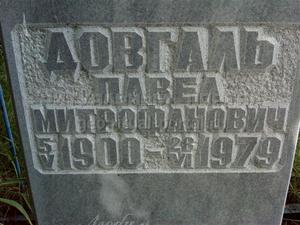 ДОВГАЛЬ
ПАВЕЛ
МИТРОФАНОВИЧ
5/V 1900 – 26/VI 1979